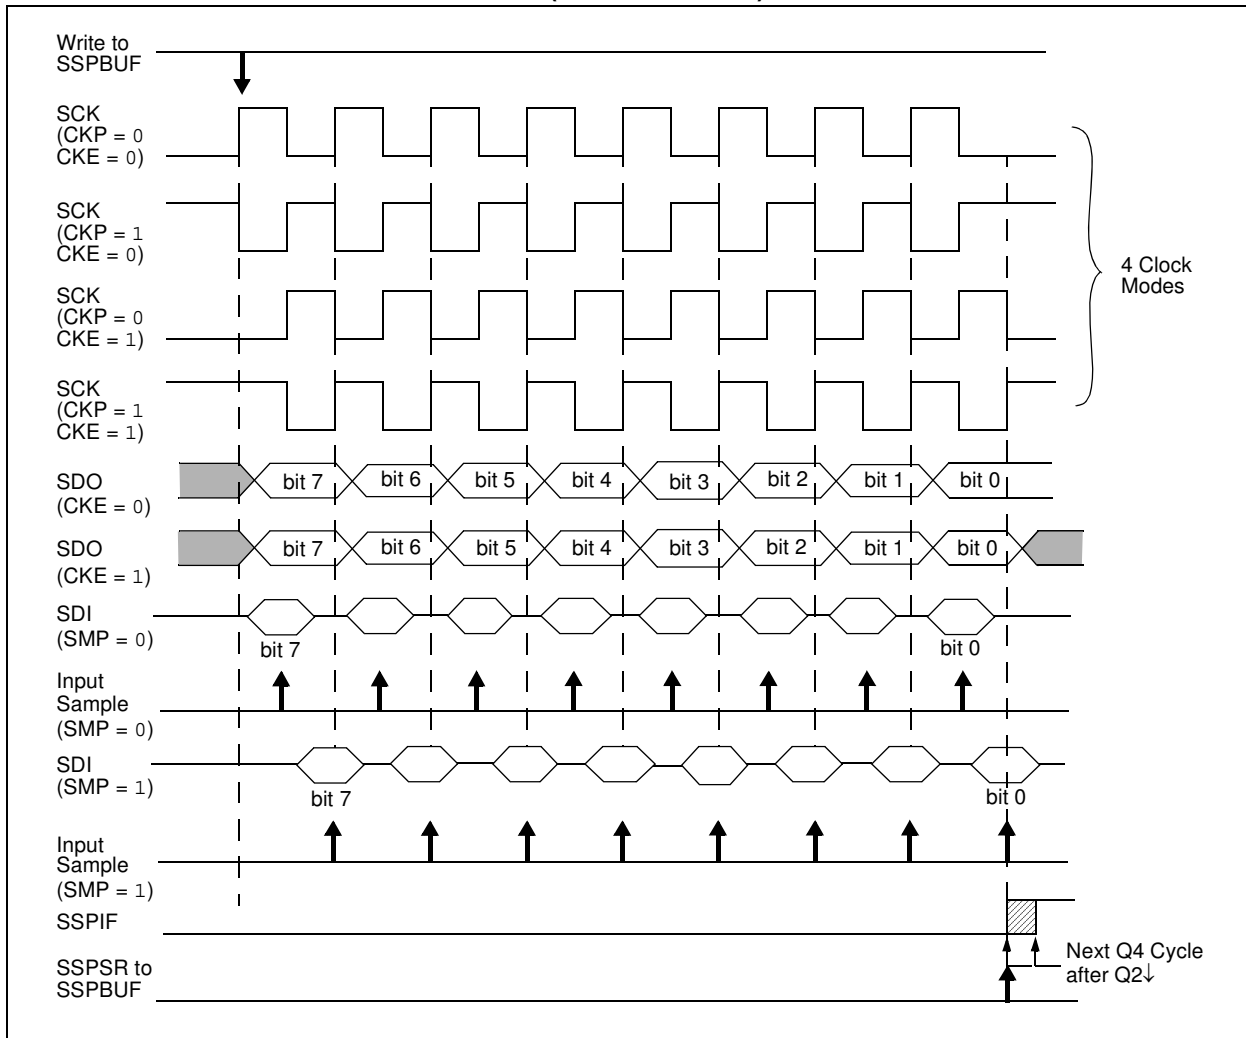 Write to
SSPBUF
SCK
(CKP = 0
CKE = 0)
SCK
(CKP = 1
CKE = 0)
SCK
(CKP = 0
CKE = 1)
SCK
(CKP = 1
CKE = 1)
4 Clock
Modes
SDO
(CKE = 0)
bit 7 bit 6 bit 5 bit 4 bit 3 bit 2 bit 1 bit 0
SDO
(CKE = 1)
bit 7 bit 6 bit 5 bit 4 bit 3 bit 2 bit 1 bit 0
SDI
(SMP = 0)
bit 7 bit 0
Input
Sample
(SMP = 0)
SDI
(SMP = 1)
bit 7 bit 0
Input
Sample
(SMP = 1)
SSPIF
SSPSR to
SSPBUF
Next Q4 Cycle
after Q2↓